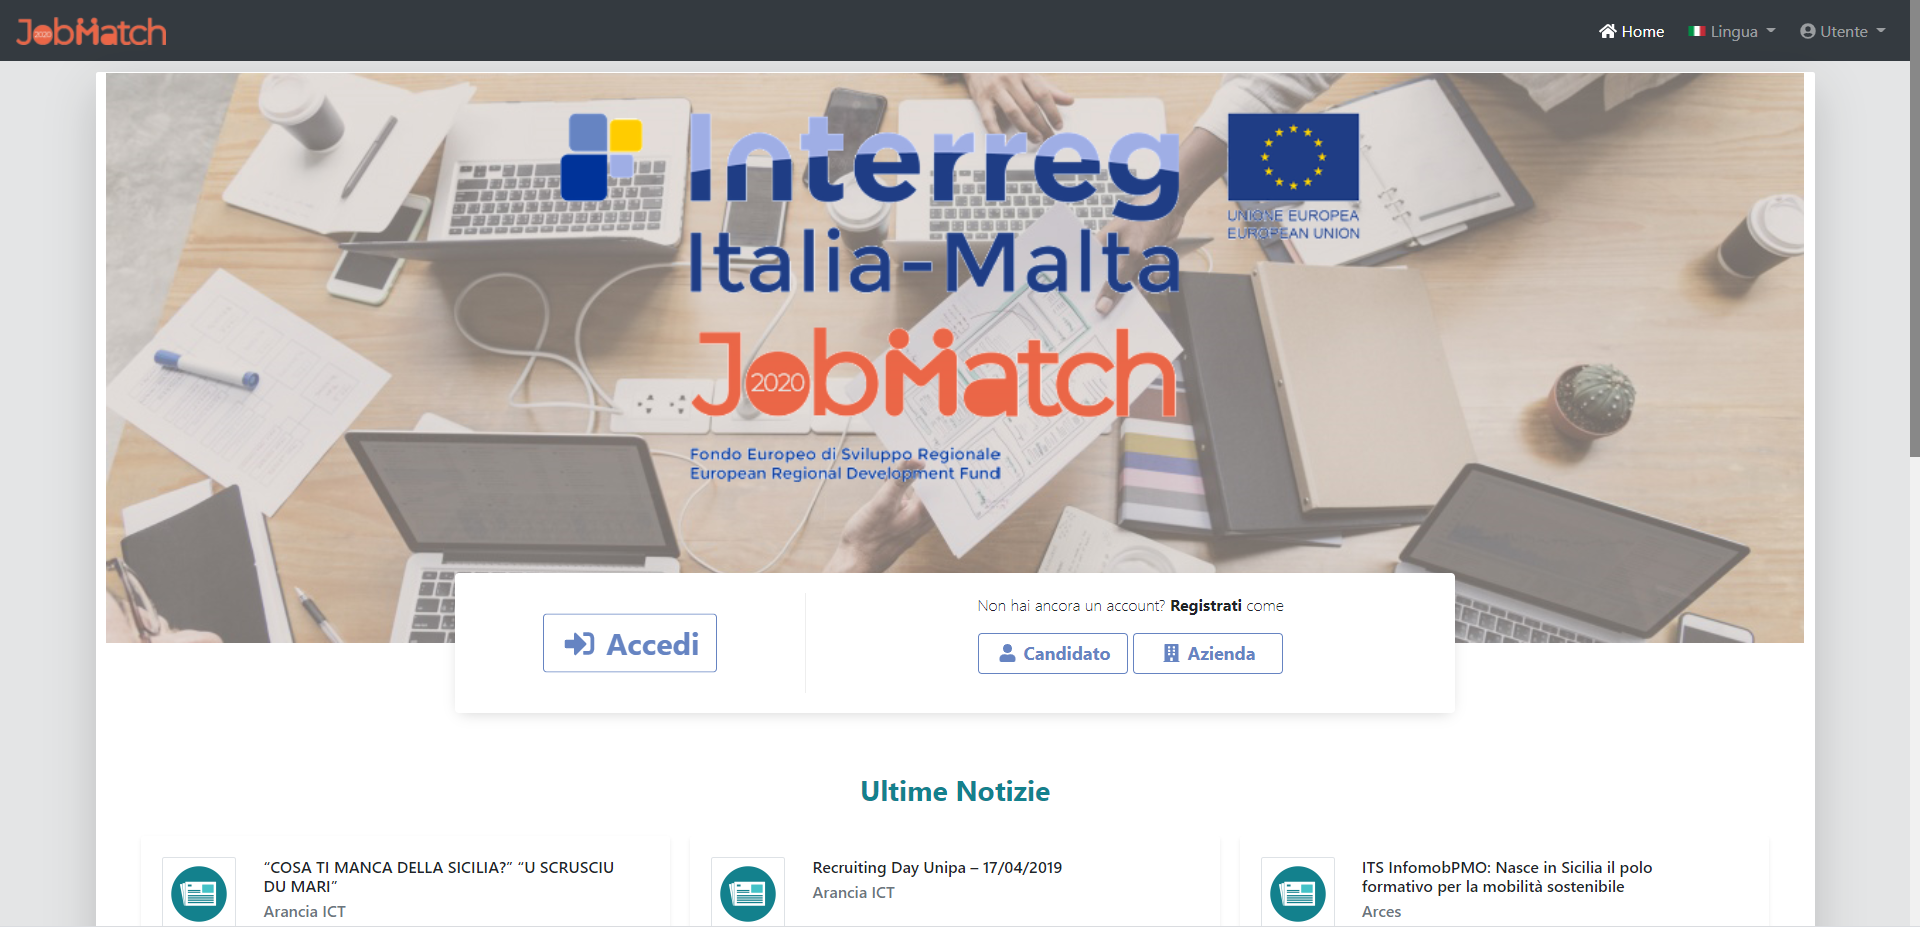 JobMatch
2020
Home
Lingua
Utente
Interreg
Italia-Malta
UNIONE EUROPEA
EUROPEAN UNION
JobMatch
2020
Fondo Europeo di Sviluppo Regionale
European Regional Development Fund
Accedi
Non hai ancora un account? Registrati come
Candidato
Azienda
Ultime Notizie
“COSA TI MANCA DELLA SICILIA?” “U SCRUSCIU
DU MARI”
Arancia ICT
Recruiting Day Unipa – 17/04/2019
Arancia ICT
ITS InfomobPMO: Nasce in Sicilia il polo
formativo per la mobilità sostenibile
Arces